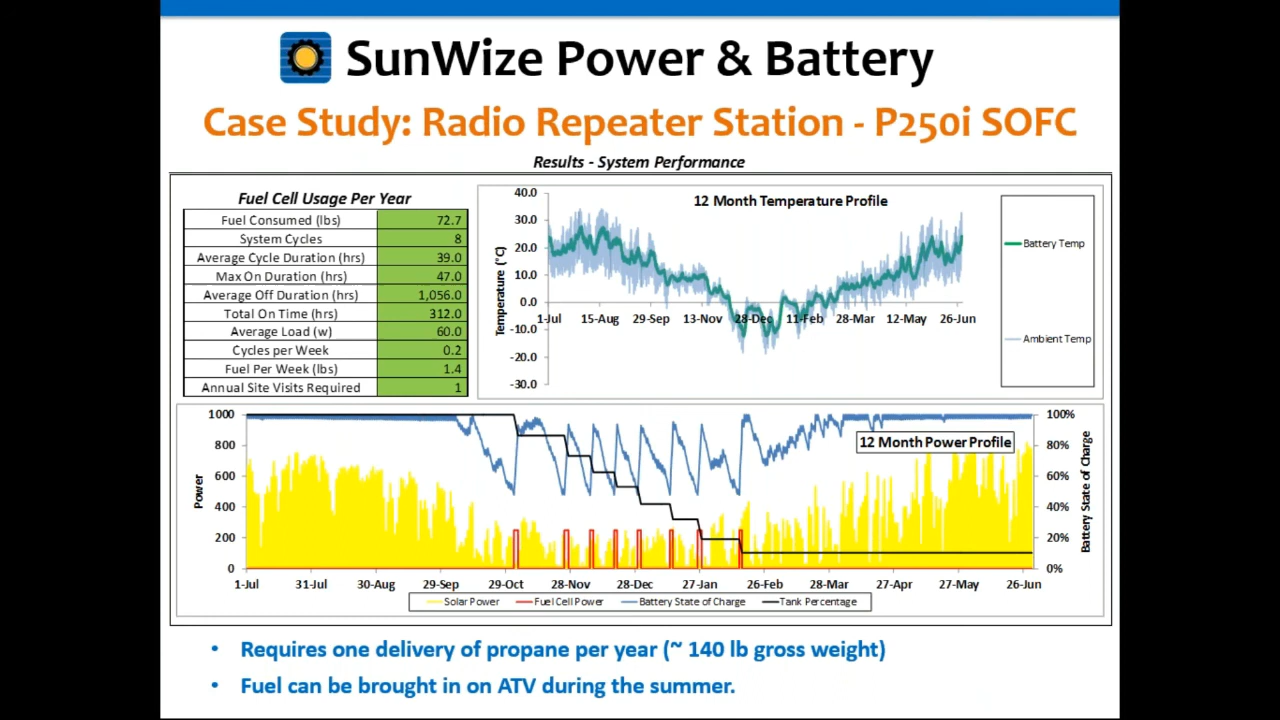 SunWize Power & Battery
Case Study: Radio Repeater Station - P250i SOFC
Results - System Performance
Fuel Cell Usage Per Year
Fuel Consumed (lbs) 72.7
System Cycles 8
Average Cycle Duration (hrs) 39.0
Max On Duration (hrs) 47.0
Average Off Duration (hrs) 1,056.0
Total On Time (hrs) 312.0
Average Load (w) 60.0
Cycles per Week 0.2
Fuel Per Week (lbs) 1.4
Annual Site Visits Required 1
12 Month Temperature Profile
Temperature (°C)
40.0
30.0
20.0
10.0
0.0
-10.0
-20.0
-30.0
1-Jul 15-Aug 29-Sep 13-Nov 28-Dec 11-Feb 28-Mar 12-May 26-Jun
Battery Temp
Ambient Temp
12 Month Power Profile
Power
1000
800
600
400
200
0
100%
80%
60%
40%
20%
0%
Battery State of Charge
1-Jul 31-Jul 30-Aug 29-Sep 29-Oct 28-Nov 28-Dec 27-Jan 26-Feb 28-Mar 27-Apr 27-May 26-Jun
Solar Power Fuel Cell Power Battery State of Charge Tank Percentage
• Requires one delivery of propane per year (~ 140 lb gross weight)
• Fuel can be brought in on ATV during the summer.